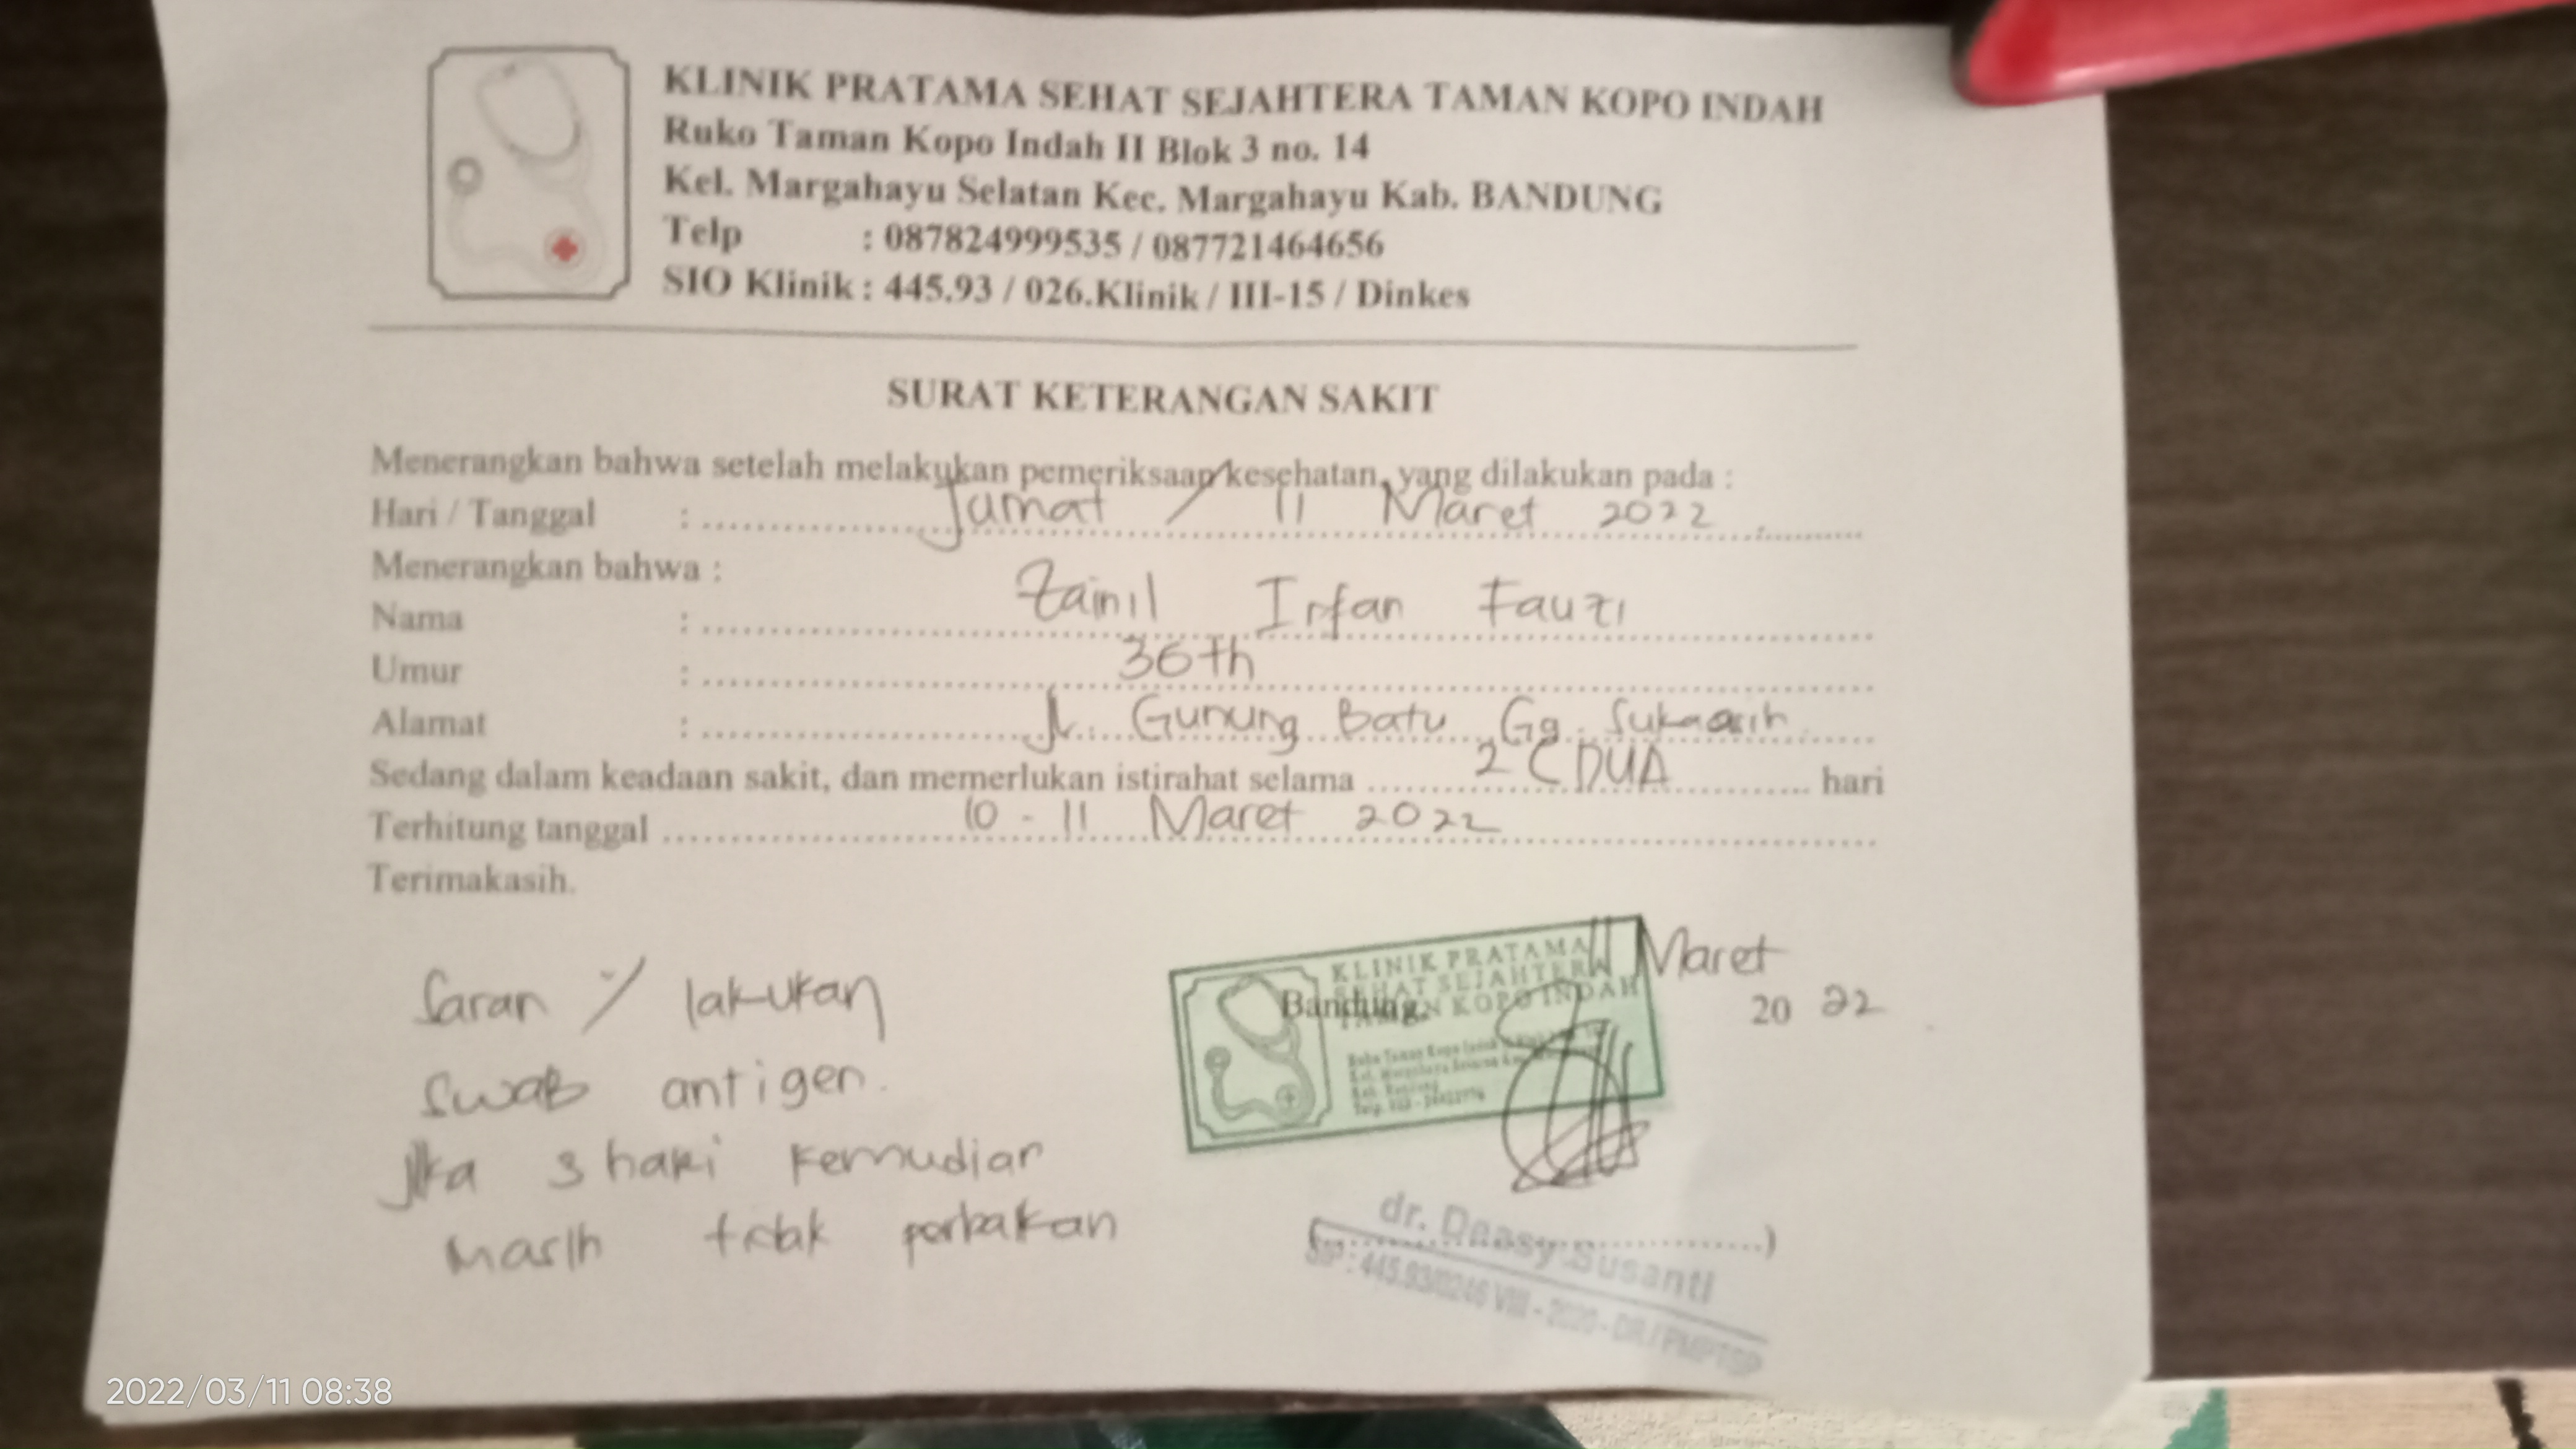 KLINIK PRATAMA SEHAT SEJAHTERA TAMAN KOPO INDAH
Ruko Taman Kopo Indah II Blok 3 no. 14
Kel. Margahayu Selatan Kec. Margahayu Kab. BANDUNG
Telp : 087824999535 / 087721464656
SIO Klinik : 445.93 / 026.Klinik / III-15 / Dinkes
SURAT KETERANGAN SAKIT
Menerangkan bahwa setelah melakukan pemeriksaan kesehatan, yang dilakukan pada :
Hari / Tanggal : Jumat / 11 Maret 2022
Menerangkan bahwa :
Nama : Zainil Irfan Fauzi
Umur : 36th
Alamat : Jl. Gunung Batu Gg. Sukaasih
Sedang dalam keadaan sakit, dan memerlukan istirahat selama 2 ( DUA hari
Terhitung tanggal 10 - 11 Maret 2022
Terimakasih.
Saran / lakukan
swab antigen.
Jika 3 hari kemudian
masih tidak perbaikan
KLINIK PRATAMA
SEHAT SEJAHTERA
TAMAN KOPO INDAH
Bandung, 11 Maret 20 22
dr. Deasy Susanti
SIP : 445.93/0246 VIII - 2020 - DR / PMPTSP
2022/03/11 08:38